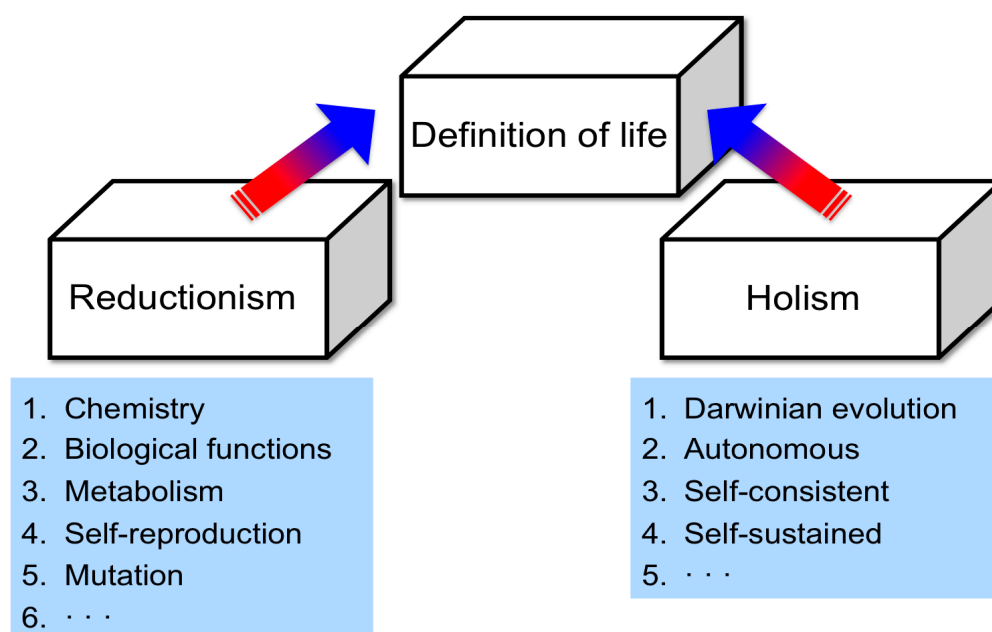 Definition of life
Reductionism
Holism
1. Chemistry
2. Biological functions
3. Metabolism
4. Self-reproduction
5. Mutation
6. · · ·
1. Darwinian evolution
2. Autonomous
3. Self-consistent
4. Self-sustained
5. · · ·